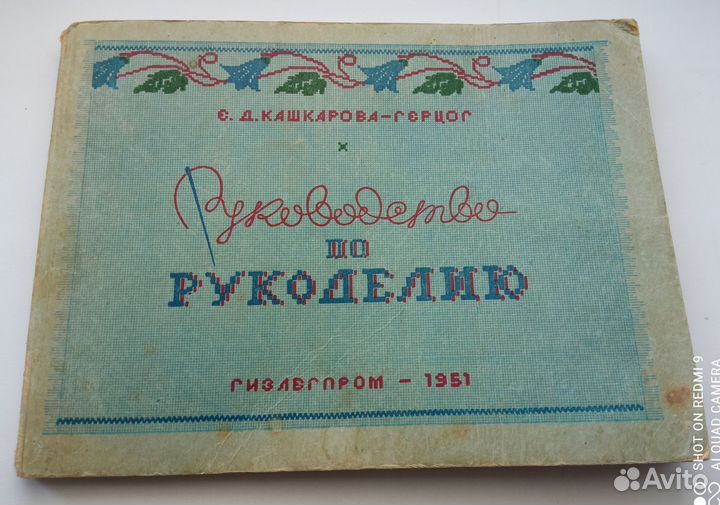 Е. Д. КАШКАРОВА-ГЕРЦОГ
Руководство
ПО
РУКОДЕЛИЮ
ГИЗЛЕГПРОМ – 1951
SHOT ON REDMI 9
AI QUAD CAMERA
Avito